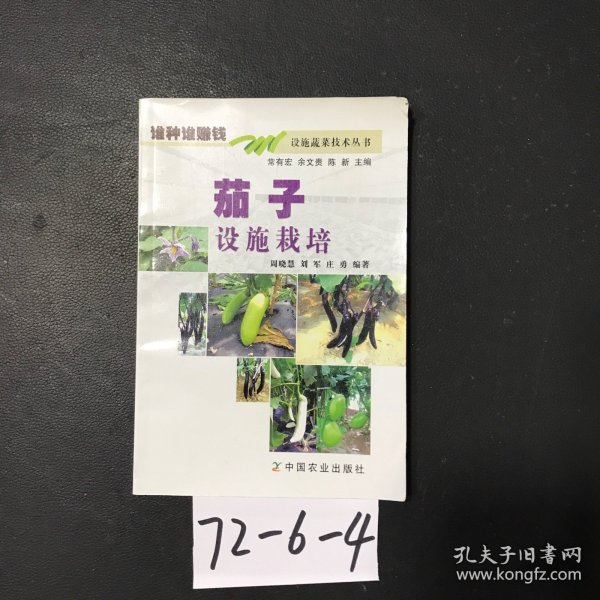 谁种谁赚钱
设施蔬菜技术丛书
常有宏 余文贵 陈 新 主编
茄子
设施栽培
周晓慧 刘 军 庄 勇 编著
中国农业出版社
72-6-4
孔夫子旧书网
www.kongfz.com